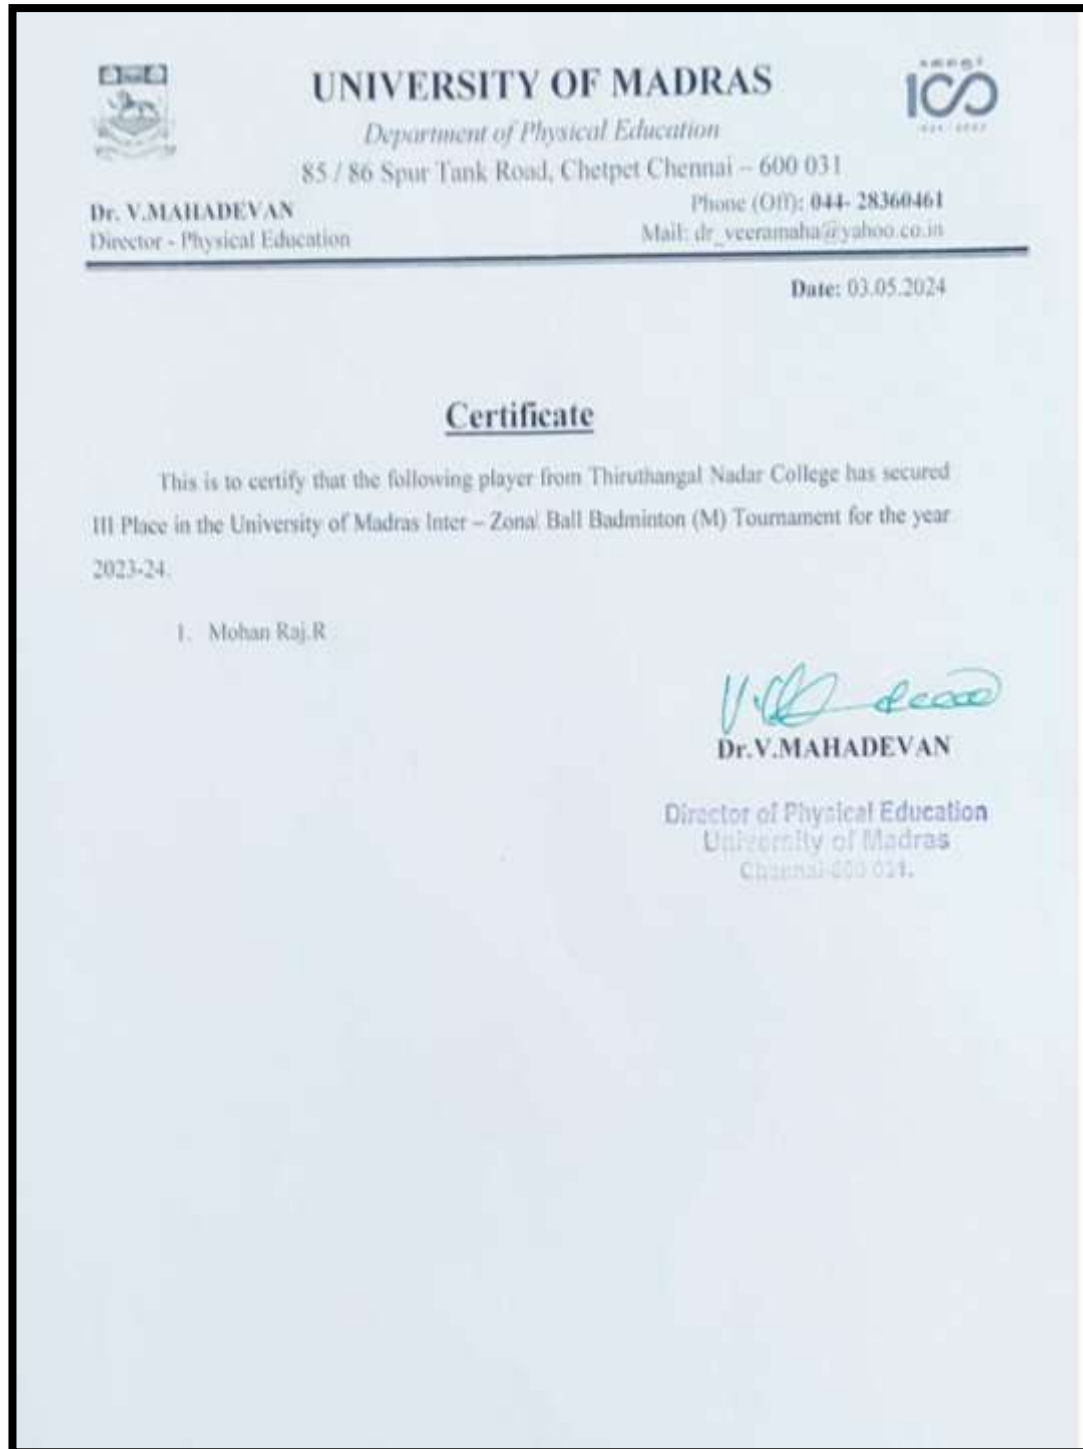 UNIVERSITY OF MADRAS
Department of Physical Education
85 / 86 Spur Tank Road, Chetpet Chennai – 600 031
Dr. V.MAHADEVAN
Director - Physical Education
Phone (Off): 044- 28360461
Mail: dr_veeramaha@yahoo.co.in
100
Date: 03.05.2024
Certificate
This is to certify that the following player from Thiruthangal Nadar College has secured
III Place in the University of Madras Inter – Zonal Ball Badminton (M) Tournament for the year
2023-24.
1. Mohan Raj.R
Dr.V.MAHADEVAN
Director of Physical Education
University of Madras
Chennai-600 031.